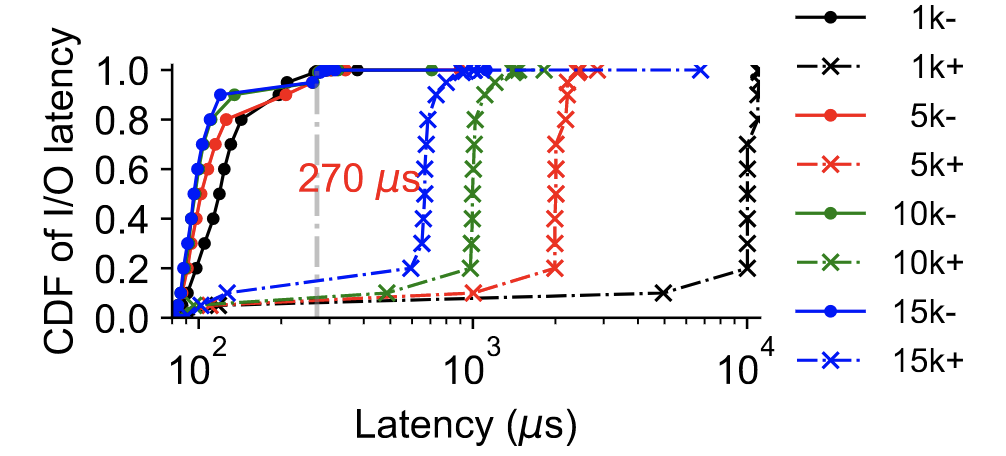 CDF of I/O latency
1.0
0.8
0.6
0.4
0.2
0.0
270 μs
10² 10³ 10⁴
Latency (μs)
1k-
1k+
5k-
5k+
10k-
10k+
15k-
15k+